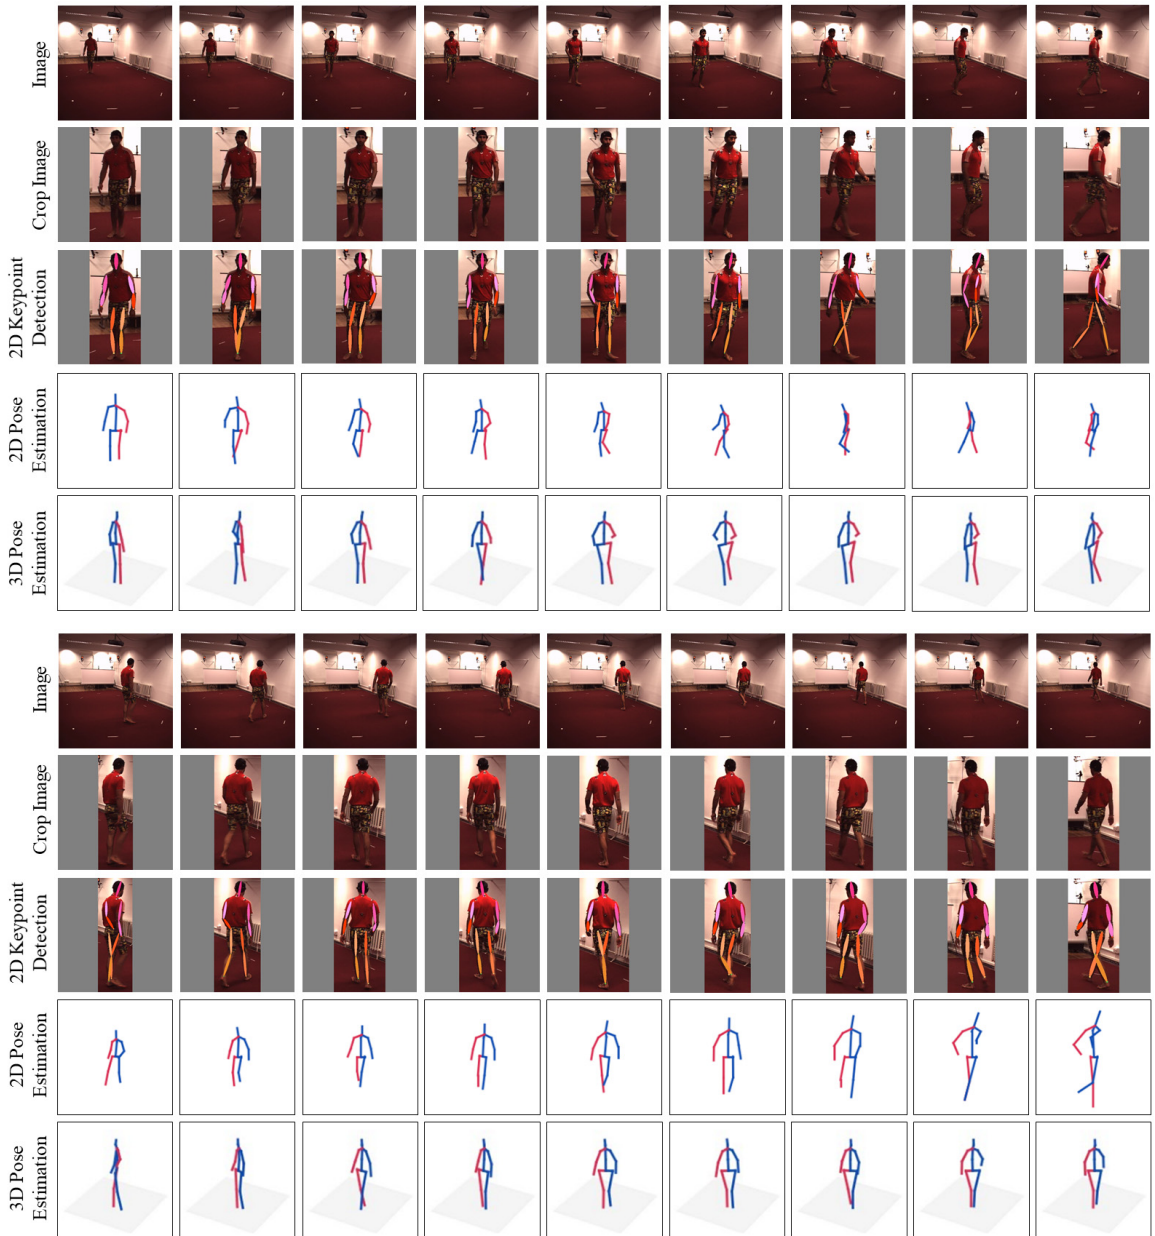 Image
Crop Image
2D Keypoint
Detection
2D Pose
Estimation
3D Pose
Estimation
Image
Crop Image
2D Keypoint
Detection
2D Pose
Estimation
3D Pose
Estimation